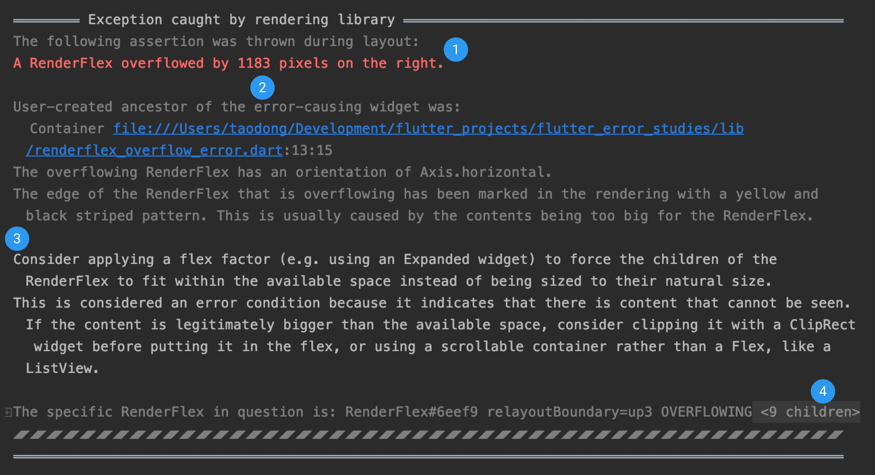 Exception caught by rendering library
The following assertion was thrown during layout:
1
A RenderFlex overflowed by 1183 pixels on the right.
2
User-created ancestor of the error-causing widget was:
Container file:///Users/taodong/Development/flutter_projects/flutter_error_studies/lib
/renderflex_overflow_error.dart:13:15
The overflowing RenderFlex has an orientation of Axis.horizontal.
The edge of the RenderFlex that is overflowing has been marked in the rendering with a yellow and
black striped pattern. This is usually caused by the contents being too big for the RenderFlex.
3
Consider applying a flex factor (e.g. using an Expanded widget) to force the children of the
RenderFlex to fit within the available space instead of being sized to their natural size.
This is considered an error condition because it indicates that there is content that cannot be seen.
If the content is legitimately bigger than the available space, consider clipping it with a ClipRect
widget before putting it in the flex, or using a scrollable container rather than a Flex, like a
ListView.
4
The specific RenderFlex in question is: RenderFlex#6eef9 relayoutBoundary=up3 OVERFLOWING <9 children>